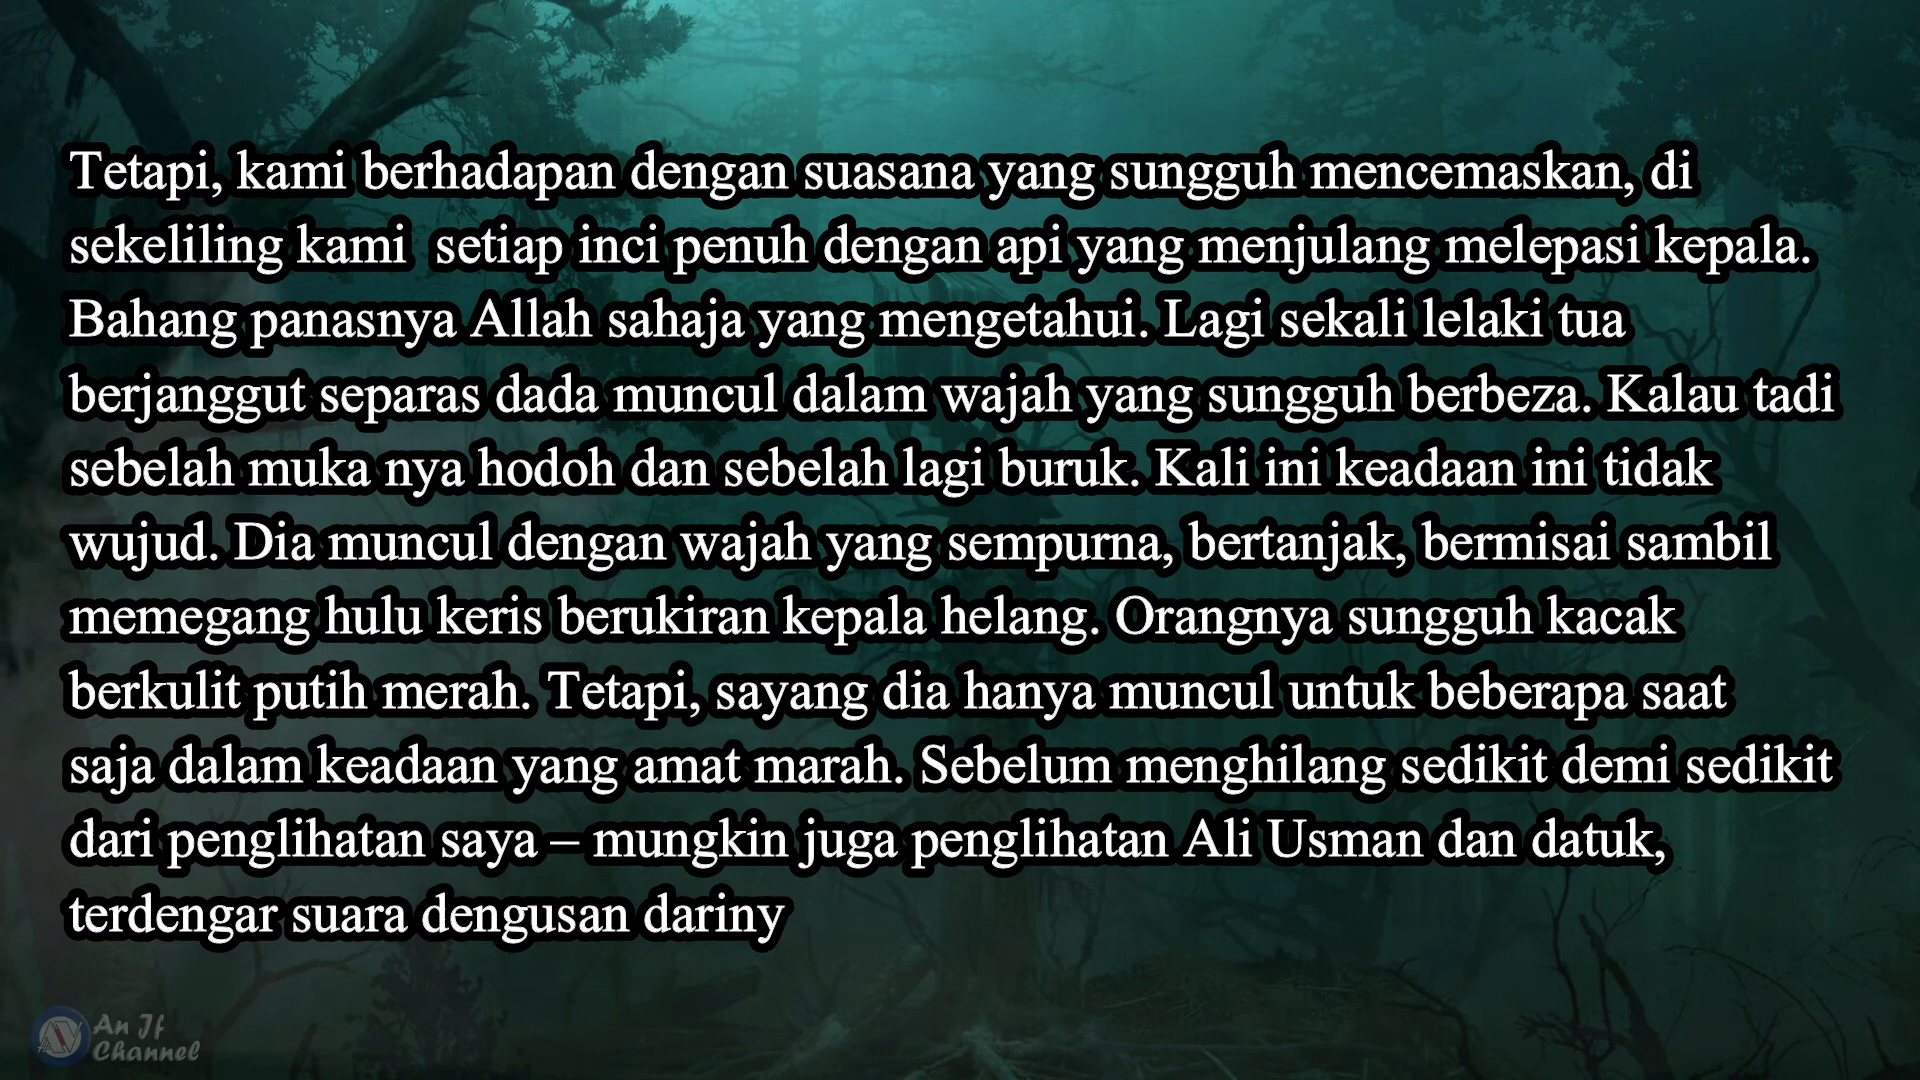 Tetapi, kami berhadapan dengan suasana yang sungguh mencemaskan, di
sekeliling kami  setiap inci penuh dengan api yang menjulang melepasi kepala.
Bahang panasnya Allah sahaja yang mengetahui. Lagi sekali lelaki tua
berjanggut separas dada muncul dalam wajah yang sungguh berbeza. Kalau tadi
sebelah muka nya hodoh dan sebelah lagi buruk. Kali ini keadaan ini tidak
wujud. Dia muncul dengan wajah yang sempurna, bertanjak, bermisai sambil
memegang hulu keris berukiran kepala helang. Orangnya sungguh kacak
berkulit putih merah. Tetapi, sayang dia hanya muncul untuk beberapa saat
saja dalam keadaan yang amat marah. Sebelum menghilang sedikit demi sedikit
dari penglihatan saya – mungkin juga penglihatan Ali Usman dan datuk,
terdengar suara dengusan dariny
An Jf
Channel